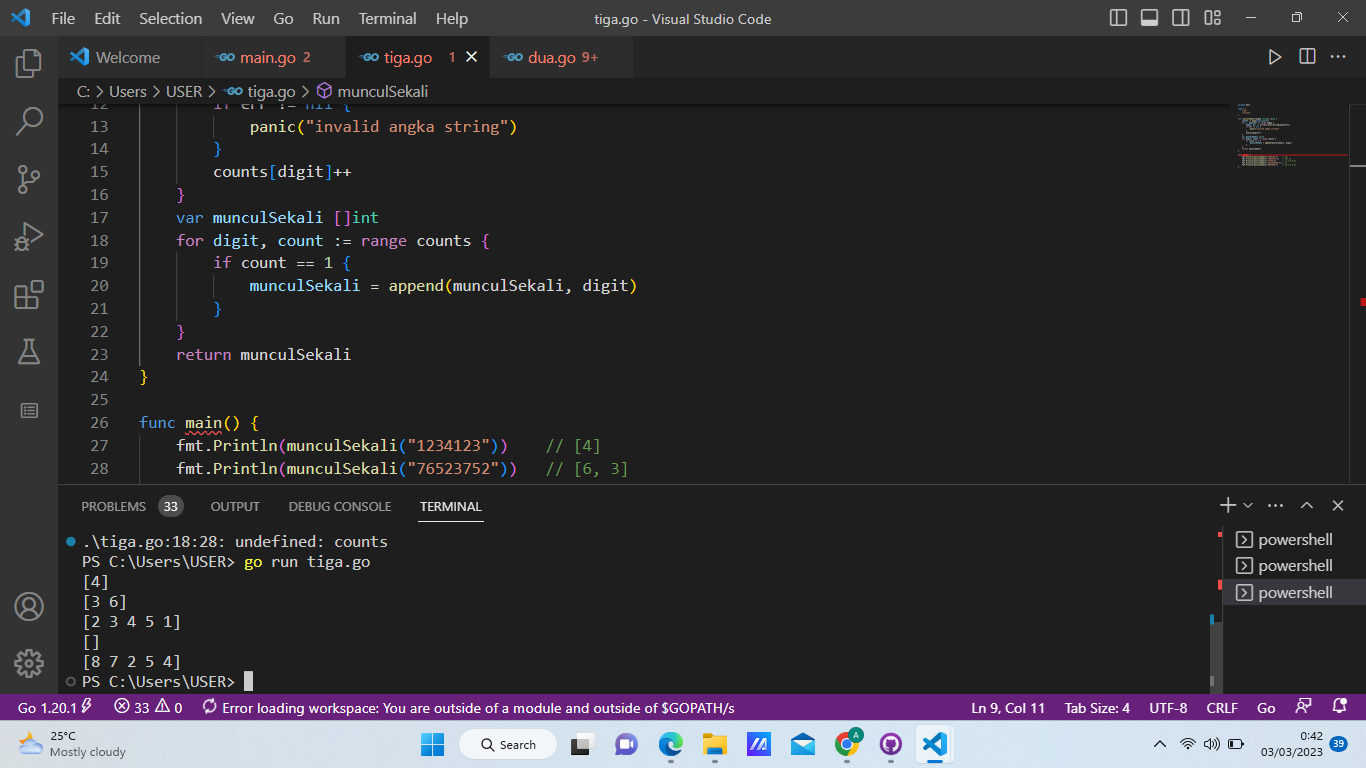 File Edit Selection View Go Run Terminal Help tiga.go - Visual Studio Code
Welcome main.go 2 tiga.go 1 dua.go 9+
C: > Users > USER > tiga.go > munculSekali
12 if err != nil {
13 panic("invalid angka string")
14 }
15 counts[digit]++
16 }
17 var munculSekali []int
18 for digit, count := range counts {
19 if count == 1 {
20 munculSekali = append(munculSekali, digit)
21 }
22 }
23 return munculSekali
24 }
25
26 func main() {
27 fmt.Println(munculSekali("1234123")) // [4]
28 fmt.Println(munculSekali("76523752")) // [6, 3]
PROBLEMS 33 OUTPUT DEBUG CONSOLE TERMINAL
.\tiga.go:18:28: undefined: counts
PS C:\Users\USER> go run tiga.go
[4]
[3 6]
[2 3 4 5 1]
[]
[8 7 2 5 4]
PS C:\Users\USER>
powershell
powershell
powershell
Go 1.20.1 33 0 Error loading workspace: You are outside of a module and outside of $GOPATH/s Ln 9, Col 11 Tab Size: 4 UTF-8 CRLF Go
25°C
Mostly cloudy
Search
A
0:42
03/03/2023
39